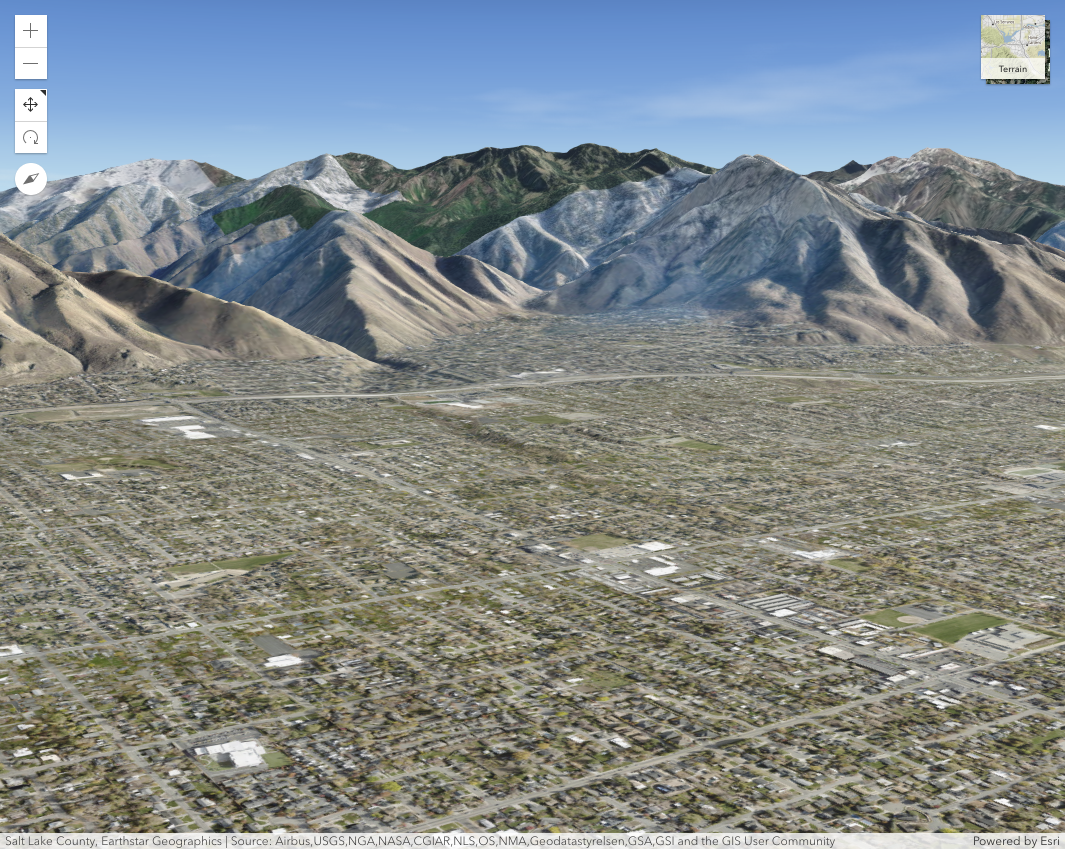 Terrain
Salt Lake County, Earthstar Geographics | Source: Airbus,USGS,NGA,NASA,CGIAR,NLS,OS,NMA,Geodatastyrelsen,GSA,GSI and the GIS User Community
Powered by Esri